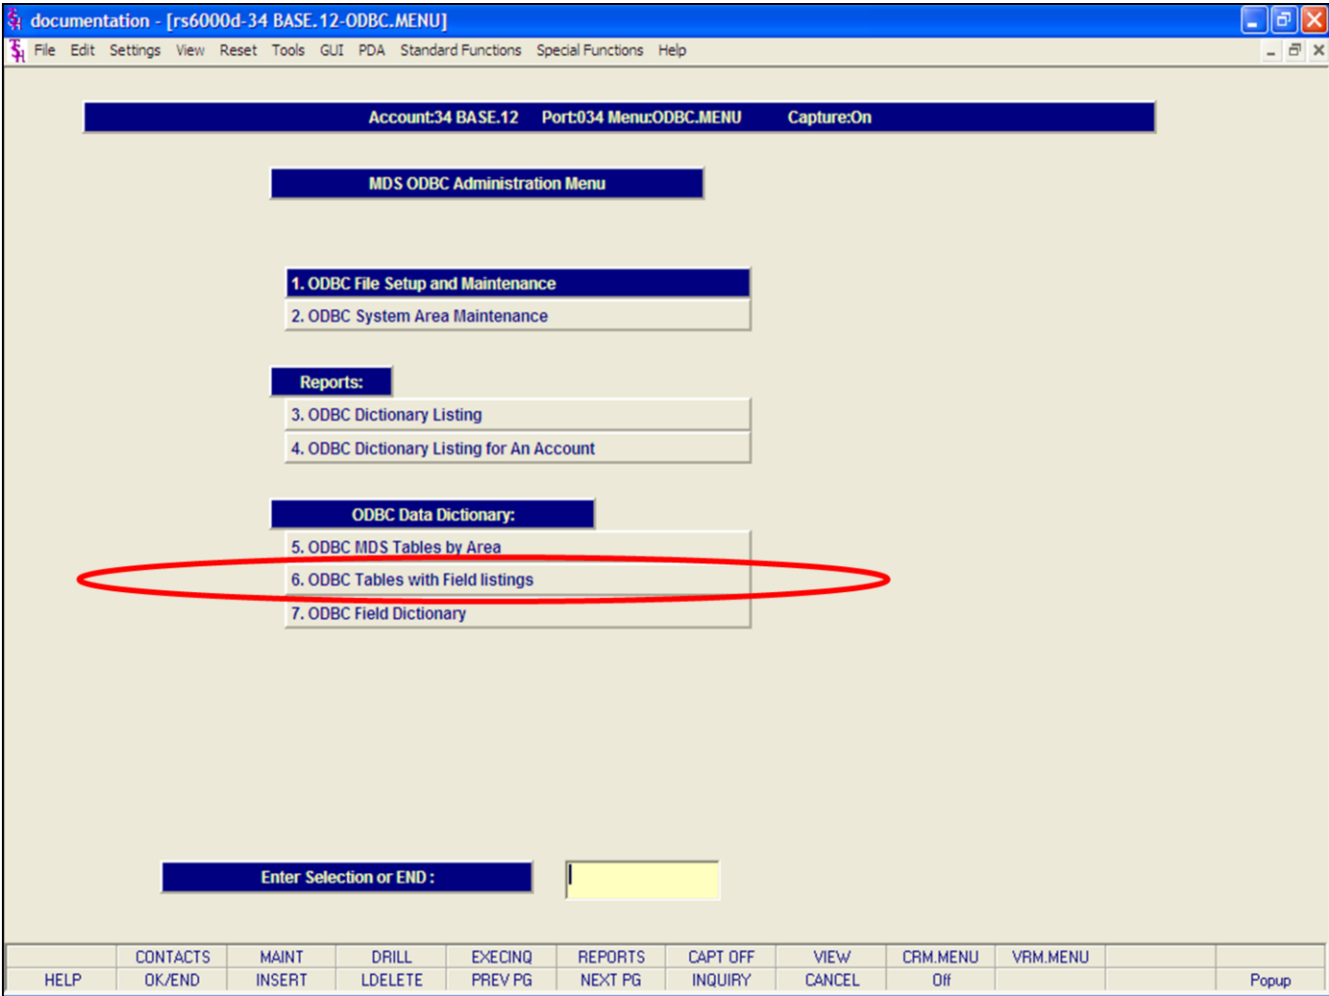 documentation - [rs6000d-34 BASE.12-ODBC.MENU]
File Edit Settings View Reset Tools GUI PDA Standard Functions Special Functions Help
Account:34 BASE.12 Port:034 Menu:ODBC.MENU Capture:On
MDS ODBC Administration Menu
1. ODBC File Setup and Maintenance
2. ODBC System Area Maintenance
Reports:
3. ODBC Dictionary Listing
4. ODBC Dictionary Listing for An Account
ODBC Data Dictionary:
5. ODBC MDS Tables by Area
6. ODBC Tables with Field listings
7. ODBC Field Dictionary
Enter Selection or END :
CONTACTS MAINT DRILL EXECINQ REPORTS CAPT OFF VIEW CRM.MENU VRM.MENU
HELP OK/END INSERT LDELETE PREV PG NEXT PG INQUIRY CANCEL Off Popup